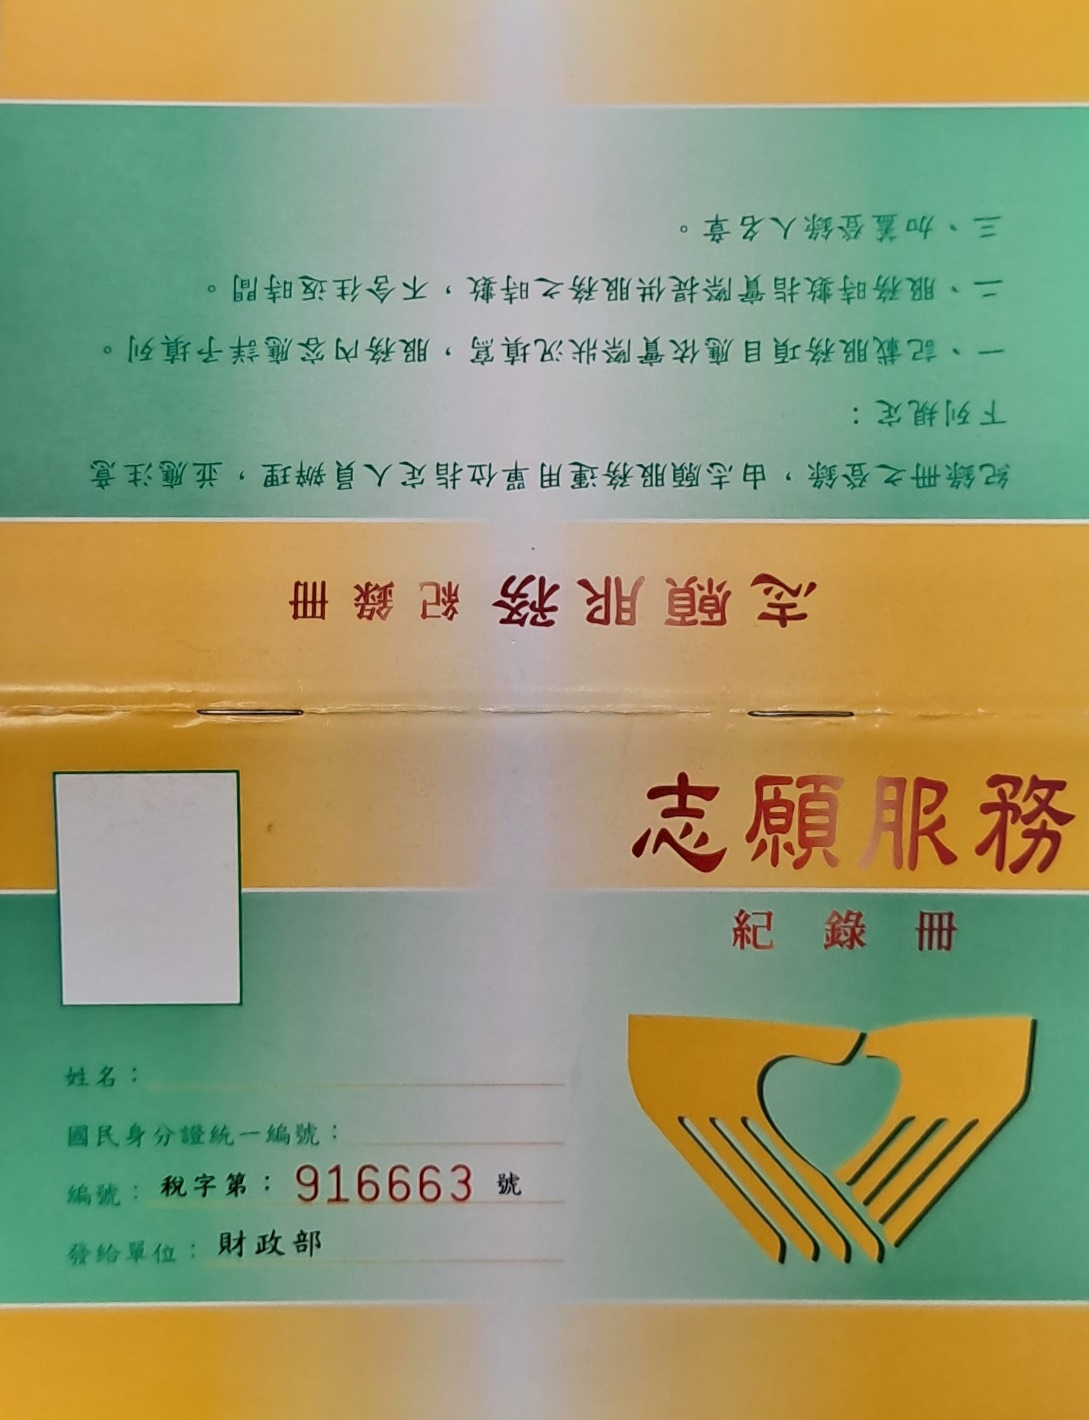 志願服務
紀錄冊
姓名：
國民身分證統一編號：
編號：稅字第：916663號
發給單位：財政部
志願服務紀錄冊
紀錄冊之登錄，由志願服務運用單位指定人員辦理，並應注意
下列規定：
一、記載服務項目應依實際狀況填寫，服務內容應詳予填列。
二、服務時數指實際提供服務之時數，不含往返時間。
三、加蓋登錄人名章。